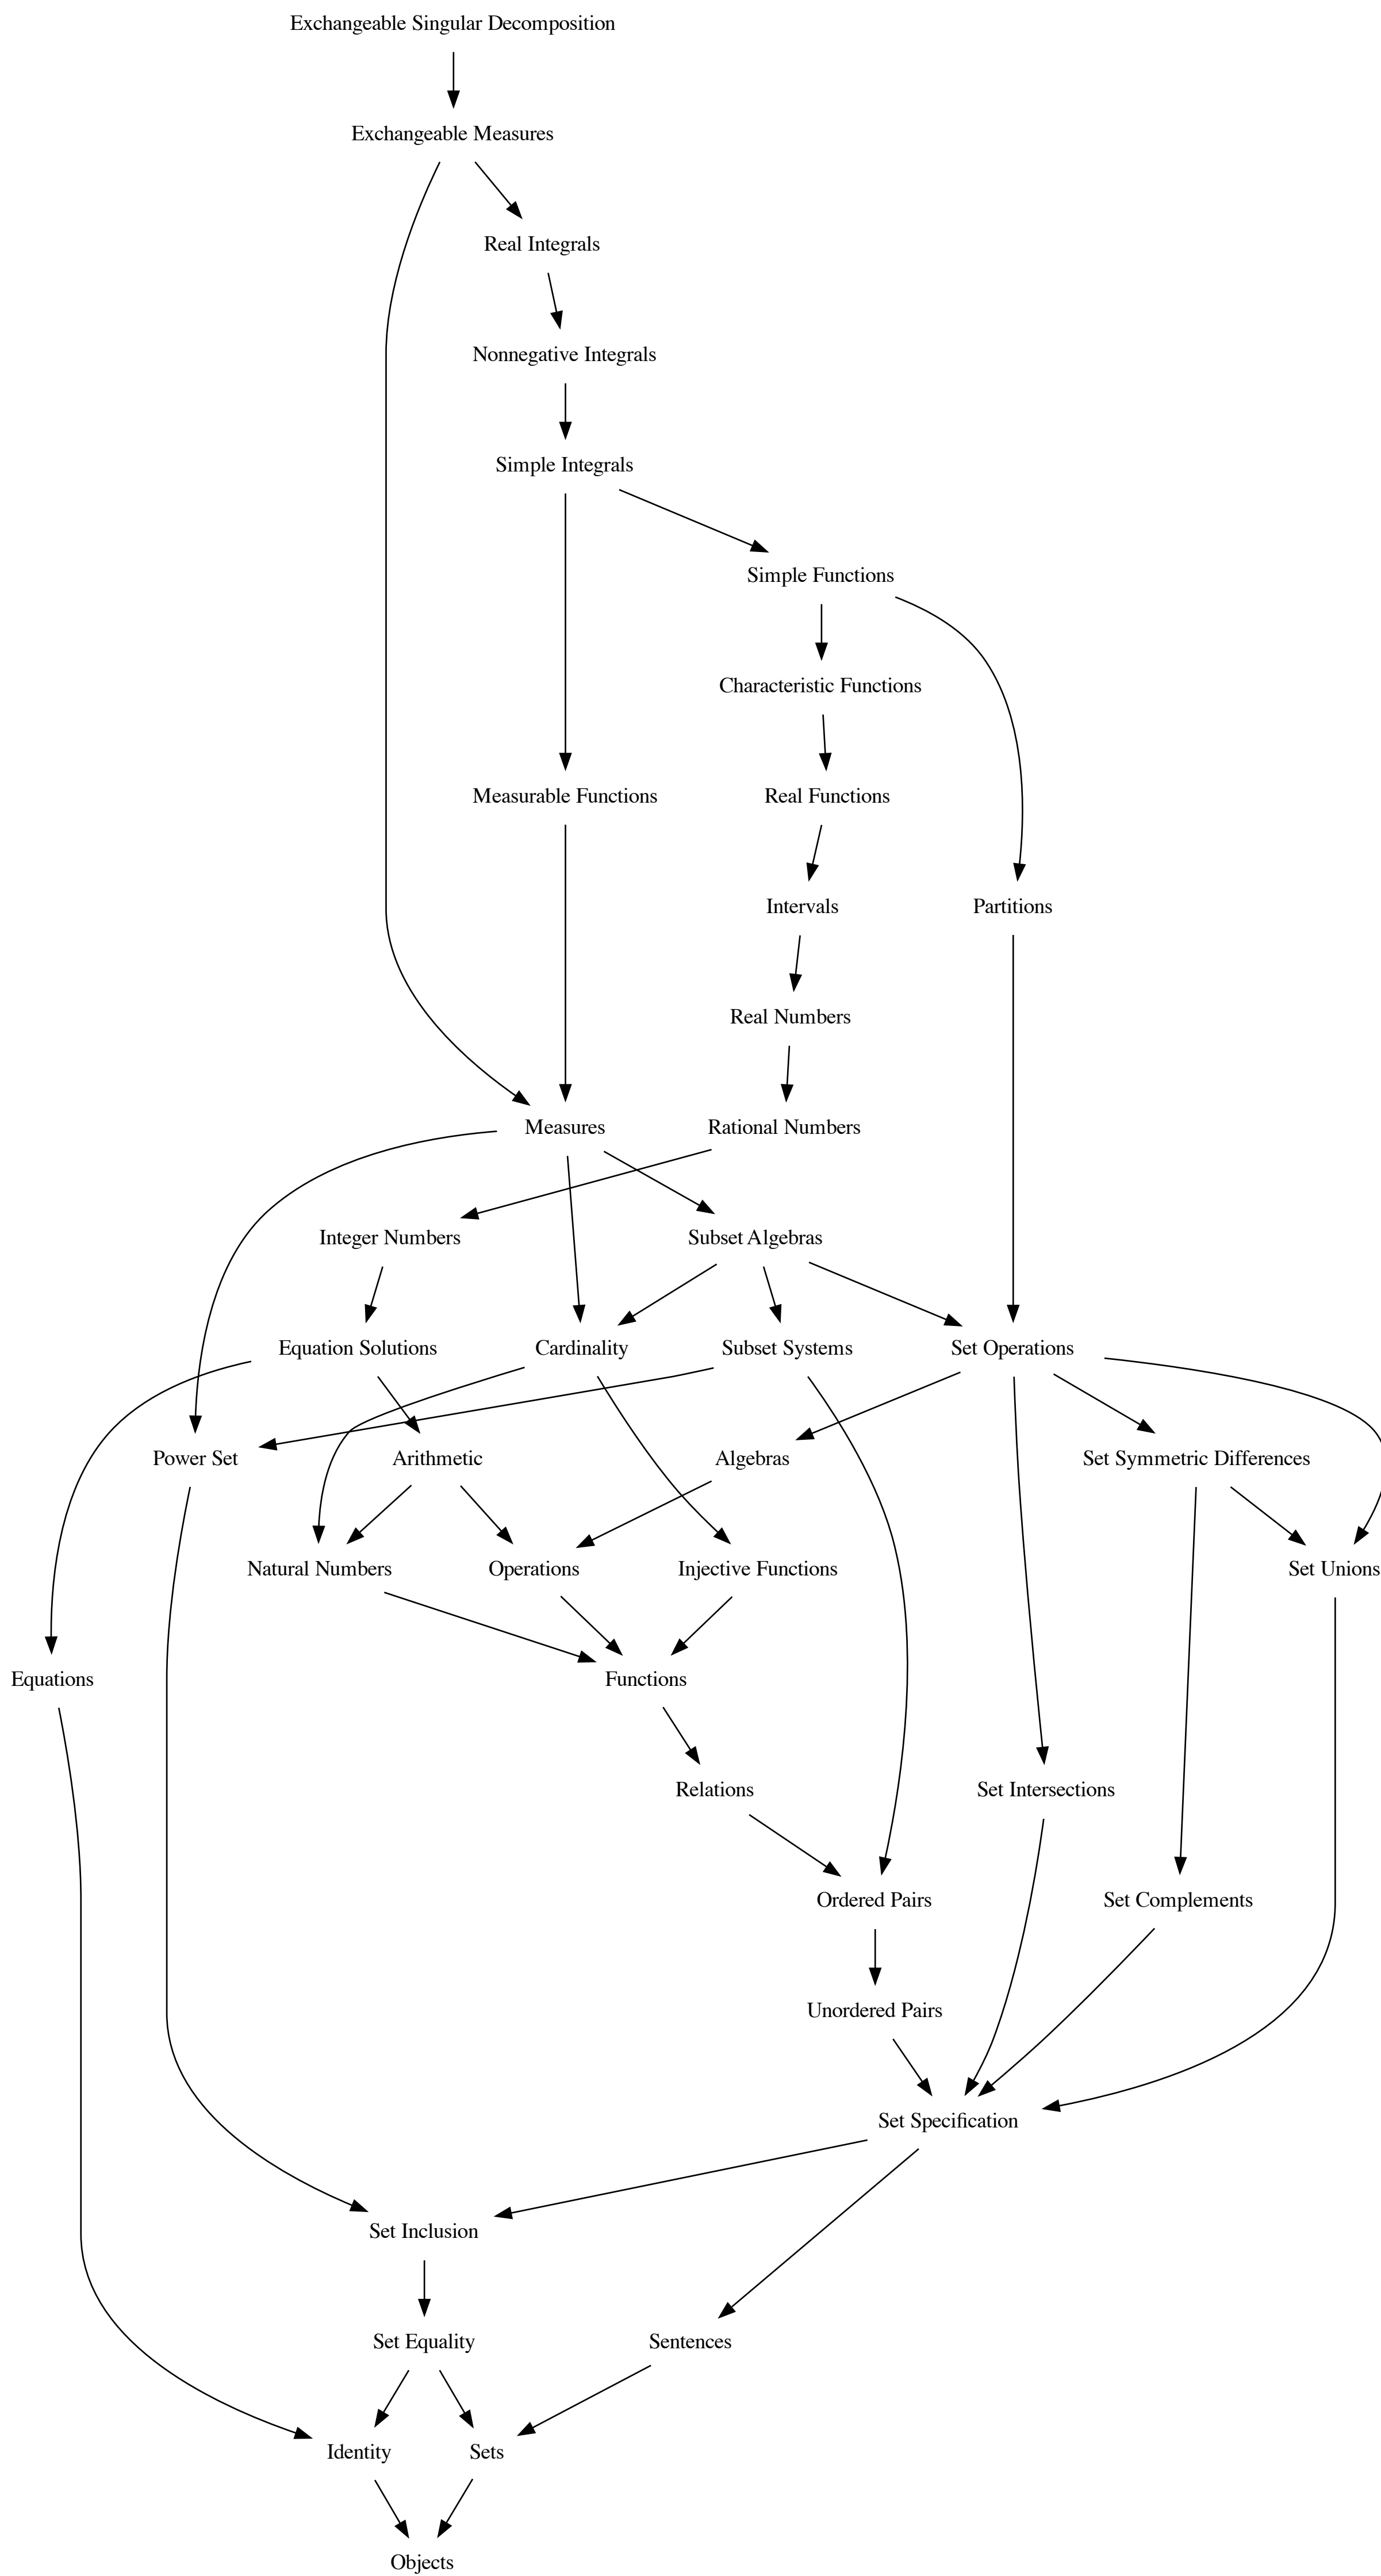 Exchangeable Singular Decomposition
Exchangeable Measures
Real Integrals
Nonnegative Integrals
Simple Integrals
Simple Functions
Characteristic Functions
Measurable Functions
Real Functions
Intervals
Partitions
Real Numbers
Measures
Rational Numbers
Integer Numbers
Subset Algebras
Equation Solutions
Cardinality
Subset Systems
Set Operations
Power Set
Arithmetic
Algebras
Set Symmetric Differences
Natural Numbers
Operations
Injective Functions
Set Unions
Equations
Functions
Relations
Set Intersections
Ordered Pairs
Set Complements
Unordered Pairs
Set Specification
Set Inclusion
Set Equality
Sentences
Identity
Sets
Objects